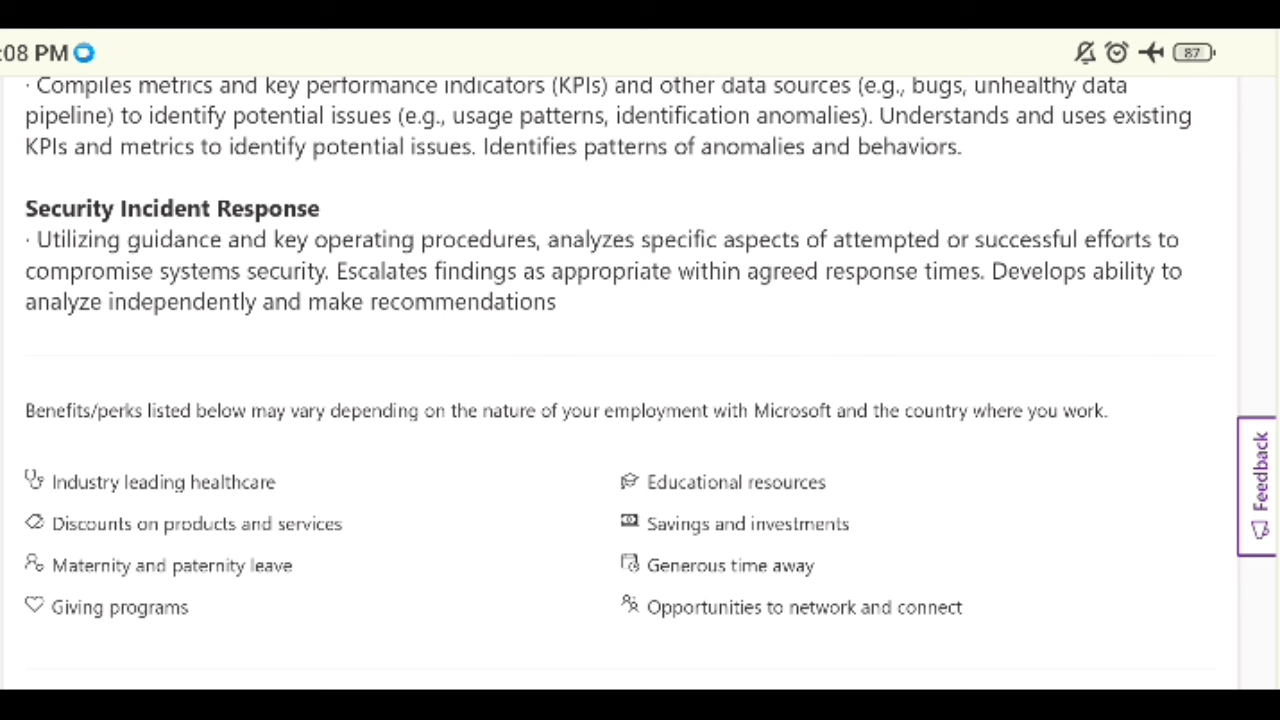 :08 PM
87
· Compiles metrics and key performance indicators (KPIs) and other data sources (e.g., bugs, unhealthy data
pipeline) to identify potential issues (e.g., usage patterns, identification anomalies). Understands and uses existing
KPIs and metrics to identify potential issues. Identifies patterns of anomalies and behaviors.
Security Incident Response
· Utilizing guidance and key operating procedures, analyzes specific aspects of attempted or successful efforts to
compromise systems security. Escalates findings as appropriate within agreed response times. Develops ability to
analyze independently and make recommendations
Benefits/perks listed below may vary depending on the nature of your employment with Microsoft and the country where you work.
Industry leading healthcare
Educational resources
Discounts on products and services
Savings and investments
Maternity and paternity leave
Generous time away
Giving programs
Opportunities to network and connect
Feedback